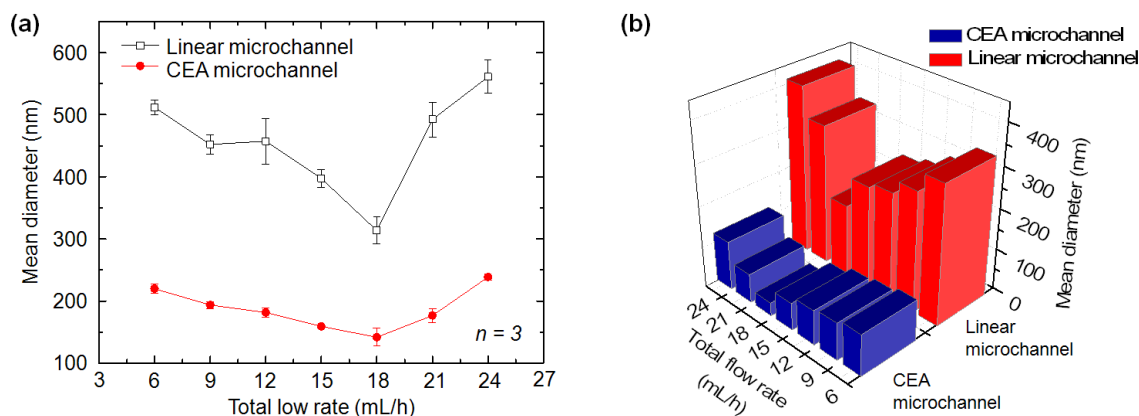 (a)
Linear microchannel
CEA microchannel
600
500
400
300
200
100
Mean diameter (nm)
n = 3
3 6 9 12 15 18 21 24 27
Total low rate (mL/h)
(b)
CEA microchannel
Linear microchannel
400
300
200
100
0
Mean diameter (nm)
24
21
18
15
12
9
6
Total flow rate
(mL/h)
Linear
microchannel
CEA
microchannel